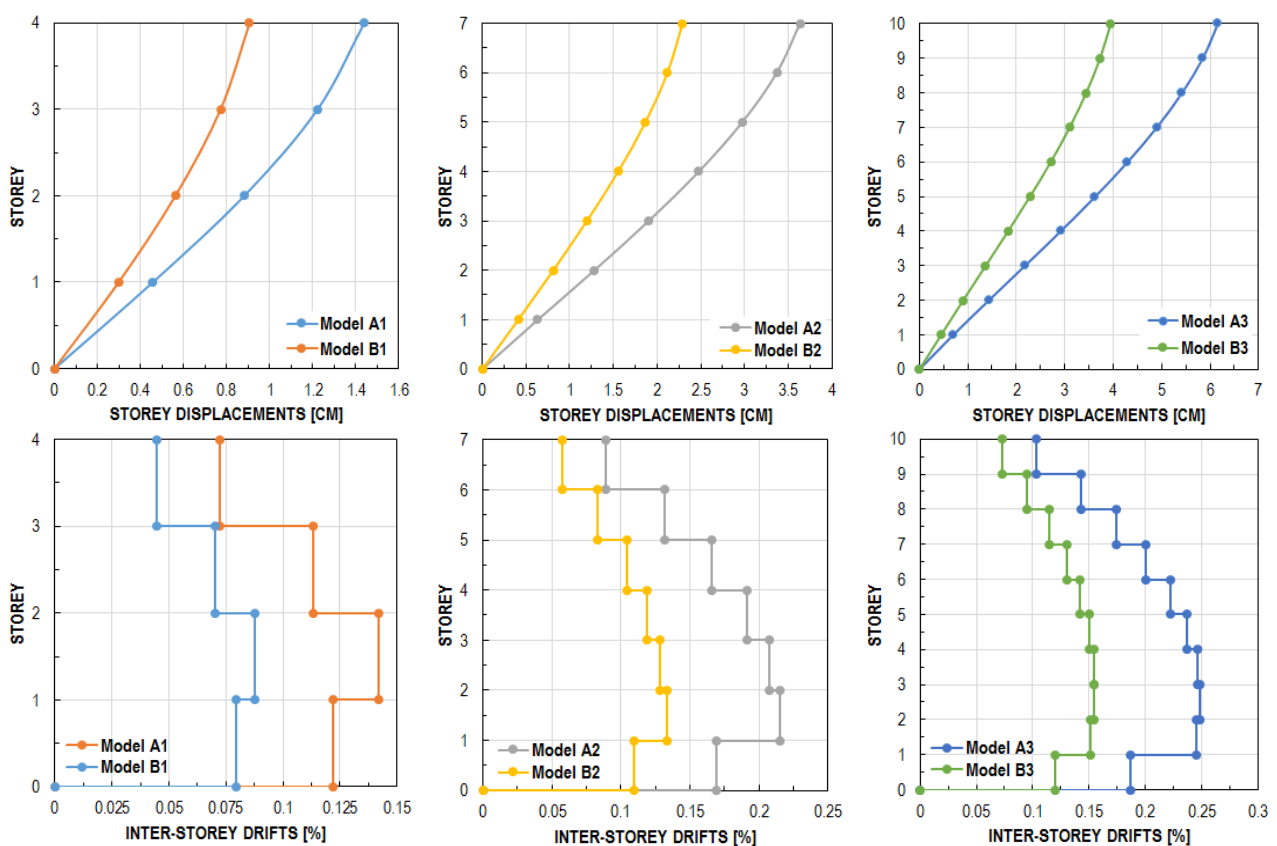 4
3
2
1
0
STOREY
Model A1
Model B1
0 0.2 0.4 0.6 0.8 1 1.2 1.4 1.6
STOREY DISPLACEMENTS [CM]
7
6
5
4
3
2
1
0
STOREY
Model A2
Model B2
0 0.5 1 1.5 2 2.5 3 3.5 4
STOREY DISPLACEMENTS [CM]
10
9
8
7
6
5
4
3
2
1
0
STOREY
Model A3
Model B3
0 1 2 3 4 5 6 7
STOREY DISPLACEMENTS [CM]
4
3
2
1
0
STOREY
Model A1
Model B1
0 0.025 0.05 0.075 0.1 0.125 0.15
INTER-STOREY DRIFTS [%]
7
6
5
4
3
2
1
0
STOREY
Model A2
Model B2
0 0.05 0.1 0.15 0.2 0.25
INTER-STOREY DRIFTS [%]
10
9
8
7
6
5
4
3
2
1
0
STOREY
Model A3
Model B3
0 0.05 0.1 0.15 0.2 0.25 0.3
INTER-STOREY DRIFTS [%]